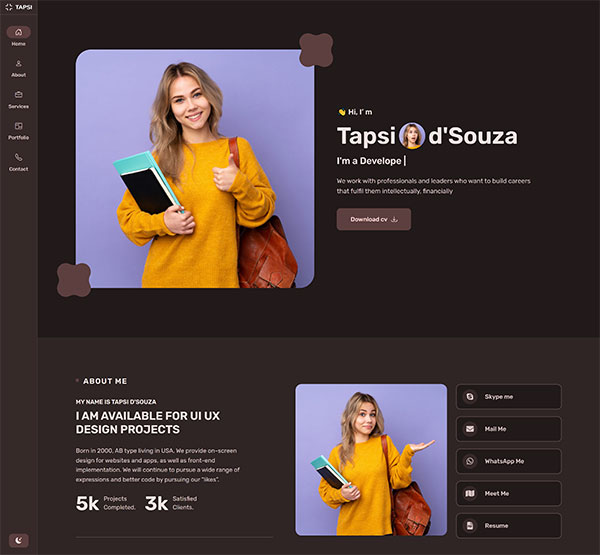 TAPSI
Home
About
Services
Portfolio
Contact
👋 Hi, I' m
Tapsi d'Souza
I'm a Develope|
We work with professionals and leaders who want to build careers
that fulfil them intellectually, financially
Download cv
ABOUT ME
MY NAME IS TAPSI D'SOUZA
I AM AVAILABLE FOR UI UX
DESIGN PROJECTS
Born in 2000, AB type living in USA. We provide on-screen
design for websites and apps, as well as front-end
implementation. We will continue to pursue a wide range of
expressions and better code by pursuing our "likes".
5k Projects
Completed.
3k Satisfied
Clients.
Skype me
Mail Me
WhatsApp Me
Meet Me
Resume